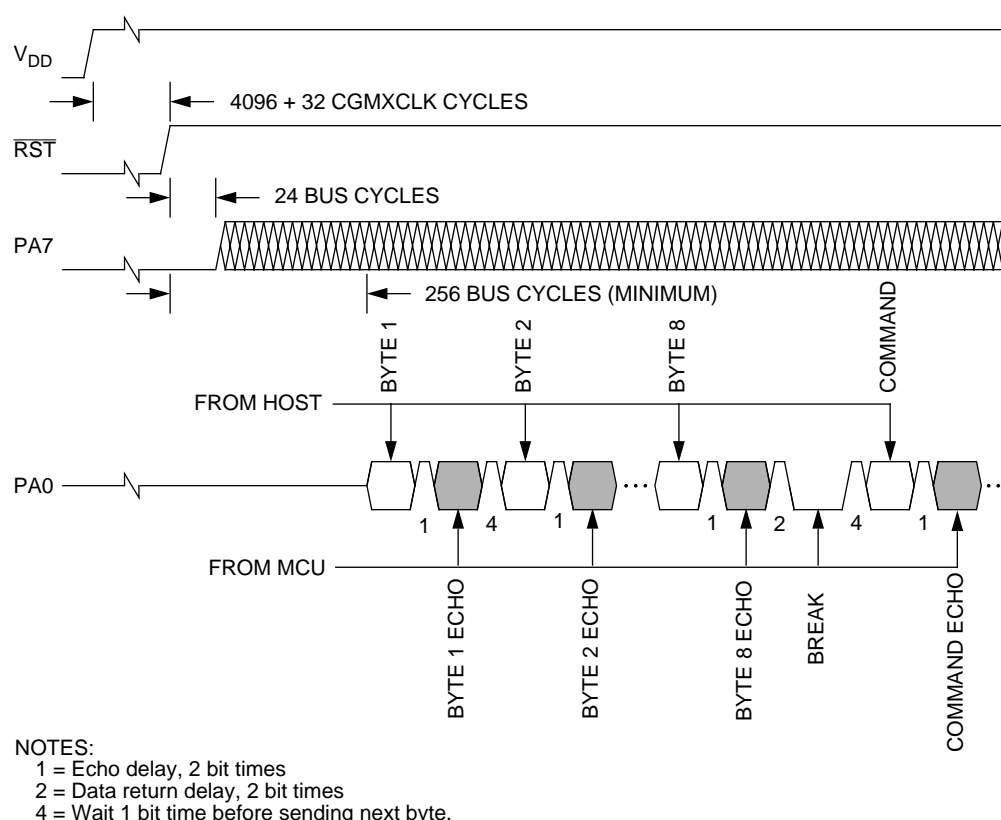 VDD
4096 + 32 CGMXCLK CYCLES
RST
24 BUS CYCLES
PA7
256 BUS CYCLES (MINIMUM)
BYTE 1
BYTE 2
BYTE 8
COMMAND
FROM HOST
PA0
1
4
1
1
2
4
1
FROM MCU
BYTE 1 ECHO
BYTE 2 ECHO
BYTE 8 ECHO
BREAK
COMMAND ECHO
NOTES:
1 = Echo delay, 2 bit times
2 = Data return delay, 2 bit times
4 = Wait 1 bit time before sending next byte.